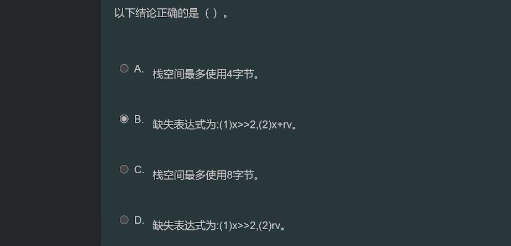 以下结论正确的是（ ）。
A. 栈空间最多使用4字节。
B. 缺失表达式为:(1)x>>2,(2)x+rv。
C. 栈空间最多使用8字节。
D. 缺失表达式为:(1)x>>2,(2)rv。